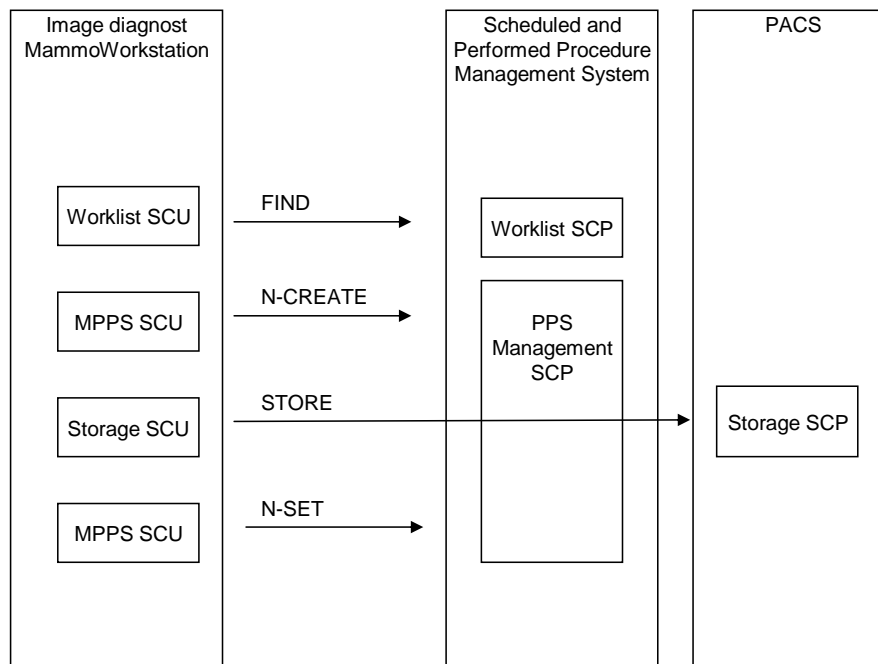 Image diagnost
MammoWorkstation
Scheduled and
Performed Procedure
Management System
PACS
Worklist SCU
FIND
Worklist SCP
MPPS SCU
N-CREATE
PPS
Management
SCP
Storage SCU
STORE
Storage SCP
MPPS SCU
N-SET